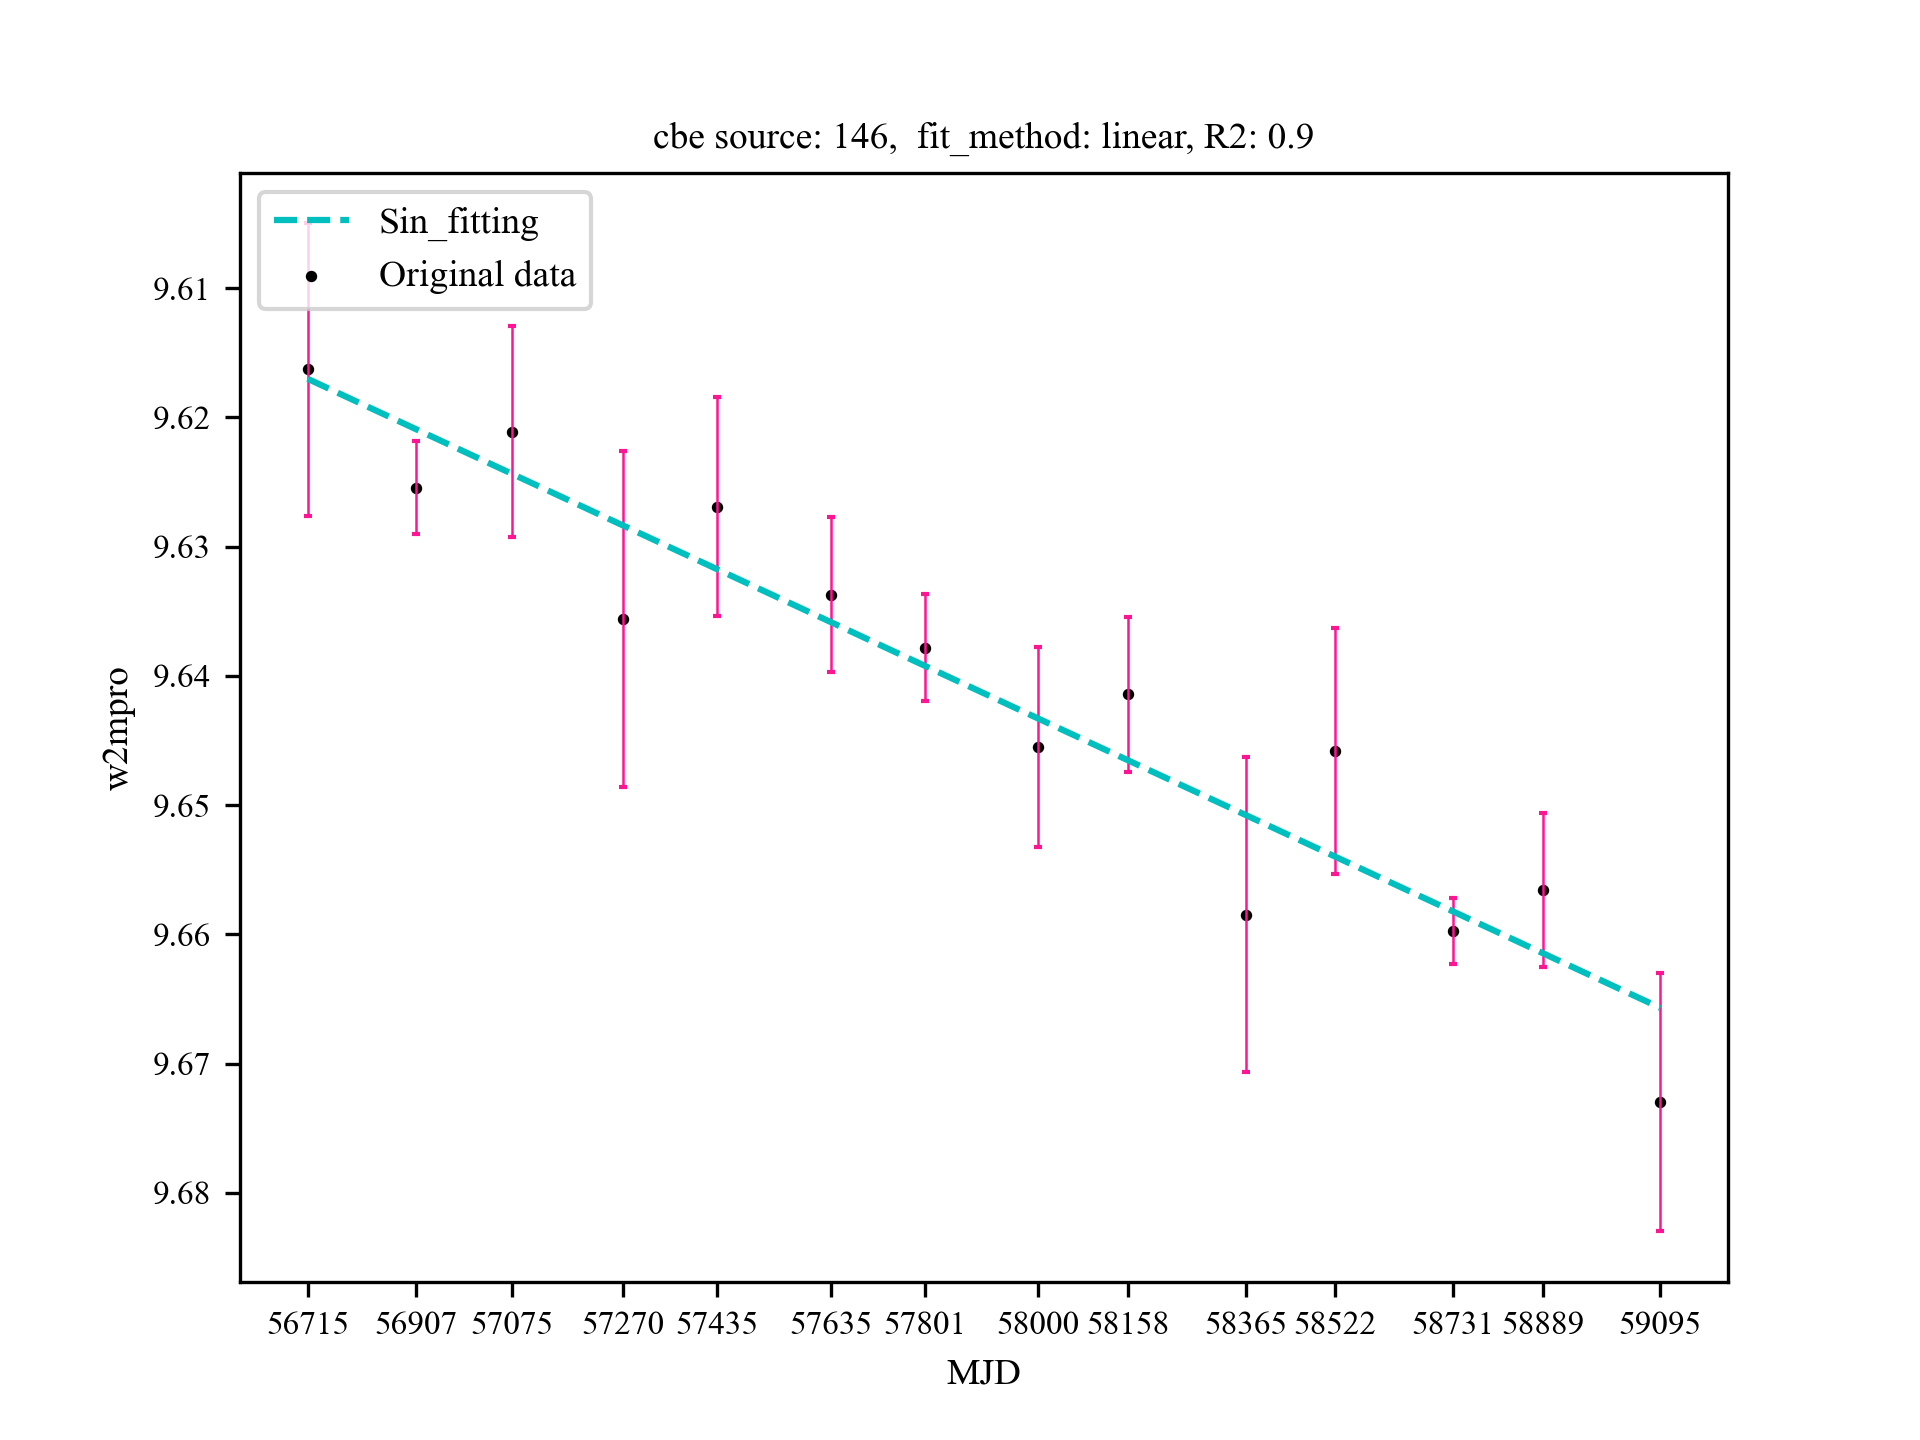 cbe source: 146,  fit_method: linear, R2: 0.9
Sin_fitting
Original data
9.61
9.62
9.63
9.64
9.65
9.66
9.67
9.68
w2mpro
56715 56907 57075 57270 57435 57635 57801 58000 58158 58365 58522 58731 58889 59095
MJD